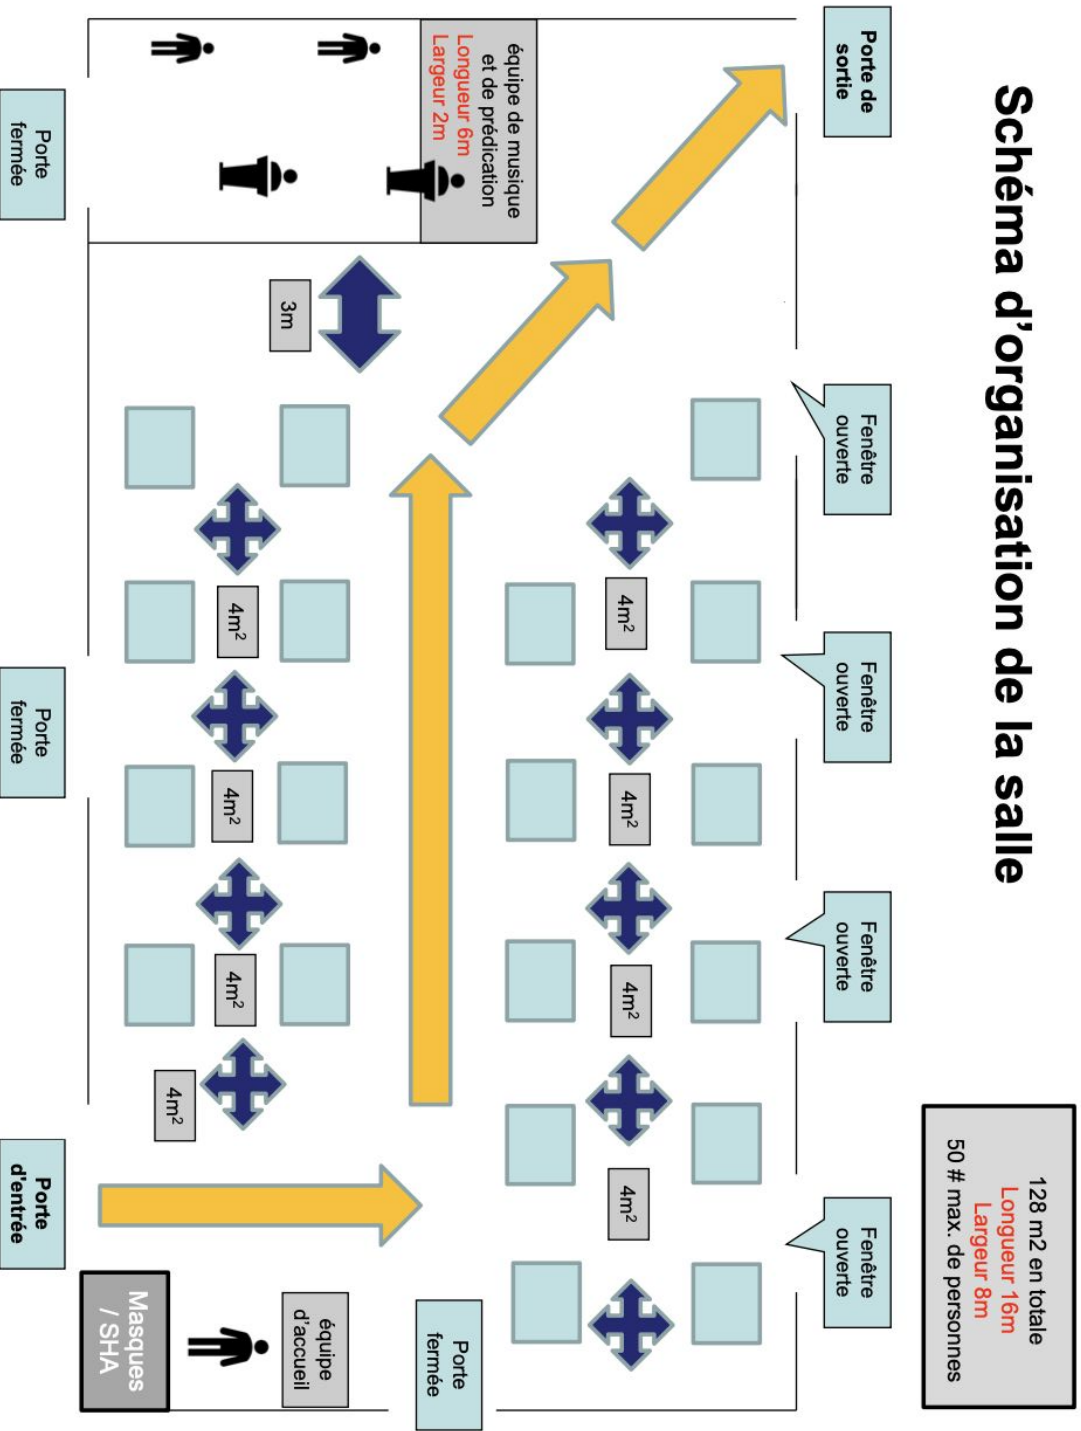 Schéma d'organisation de la salle
128 m2 en totale
Longueur 16m
Largeur 8m
50 # max. de personnes
Porte de
sortie
Fenêtre
ouverte
Fenêtre
ouverte
Fenêtre
ouverte
Fenêtre
ouverte
4m²
4m²
4m²
4m²
équipe de musique
et de prédication
Longueur 6m
Largeur 2m
Porte
fermée
3m
équipe
d'accueil
4m²
4m²
4m²
4m²
Masques
/ SHA
Porte
fermée
Porte
fermée
Porte
d'entrée